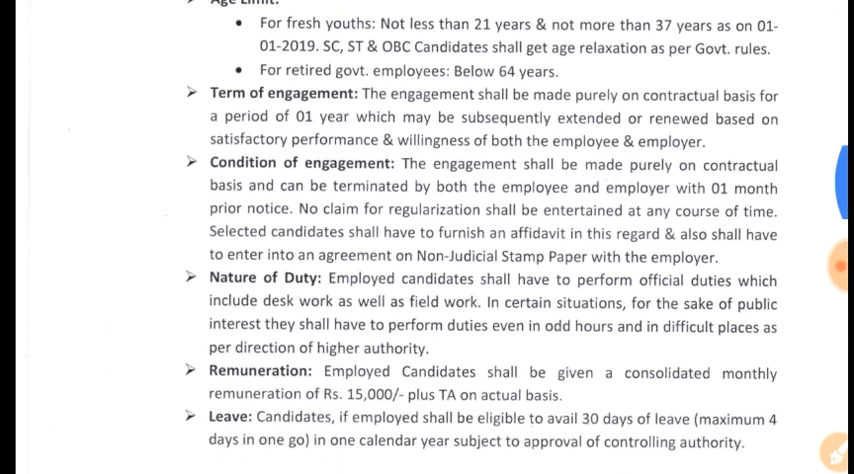 Age Limit:
• For fresh youths: Not less than 21 years & not more than 37 years as on 01-
01-2019. SC, ST & OBC Candidates shall get age relaxation as per Govt. rules.
• For retired govt. employees: Below 64 years.
➢ Term of engagement: The engagement shall be made purely on contractual basis for
a period of 01 year which may be subsequently extended or renewed based on
satisfactory performance & willingness of both the employee & employer.
➢ Condition of engagement: The engagement shall be made purely on contractual
basis and can be terminated by both the employee and employer with 01 month
prior notice. No claim for regularization shall be entertained at any course of time.
Selected candidates shall have to furnish an affidavit in this regard & also shall have
to enter into an agreement on Non-Judicial Stamp Paper with the employer.
➢ Nature of Duty: Employed candidates shall have to perform official duties which
include desk work as well as field work. In certain situations, for the sake of public
interest they shall have to perform duties even in odd hours and in difficult places as
per direction of higher authority.
➢ Remuneration: Employed Candidates shall be given a consolidated monthly
remuneration of Rs. 15,000/- plus TA on actual basis.
➢ Leave: Candidates, if employed shall be eligible to avail 30 days of leave (maximum 4
days in one go) in one calendar year subject to approval of controlling authority.